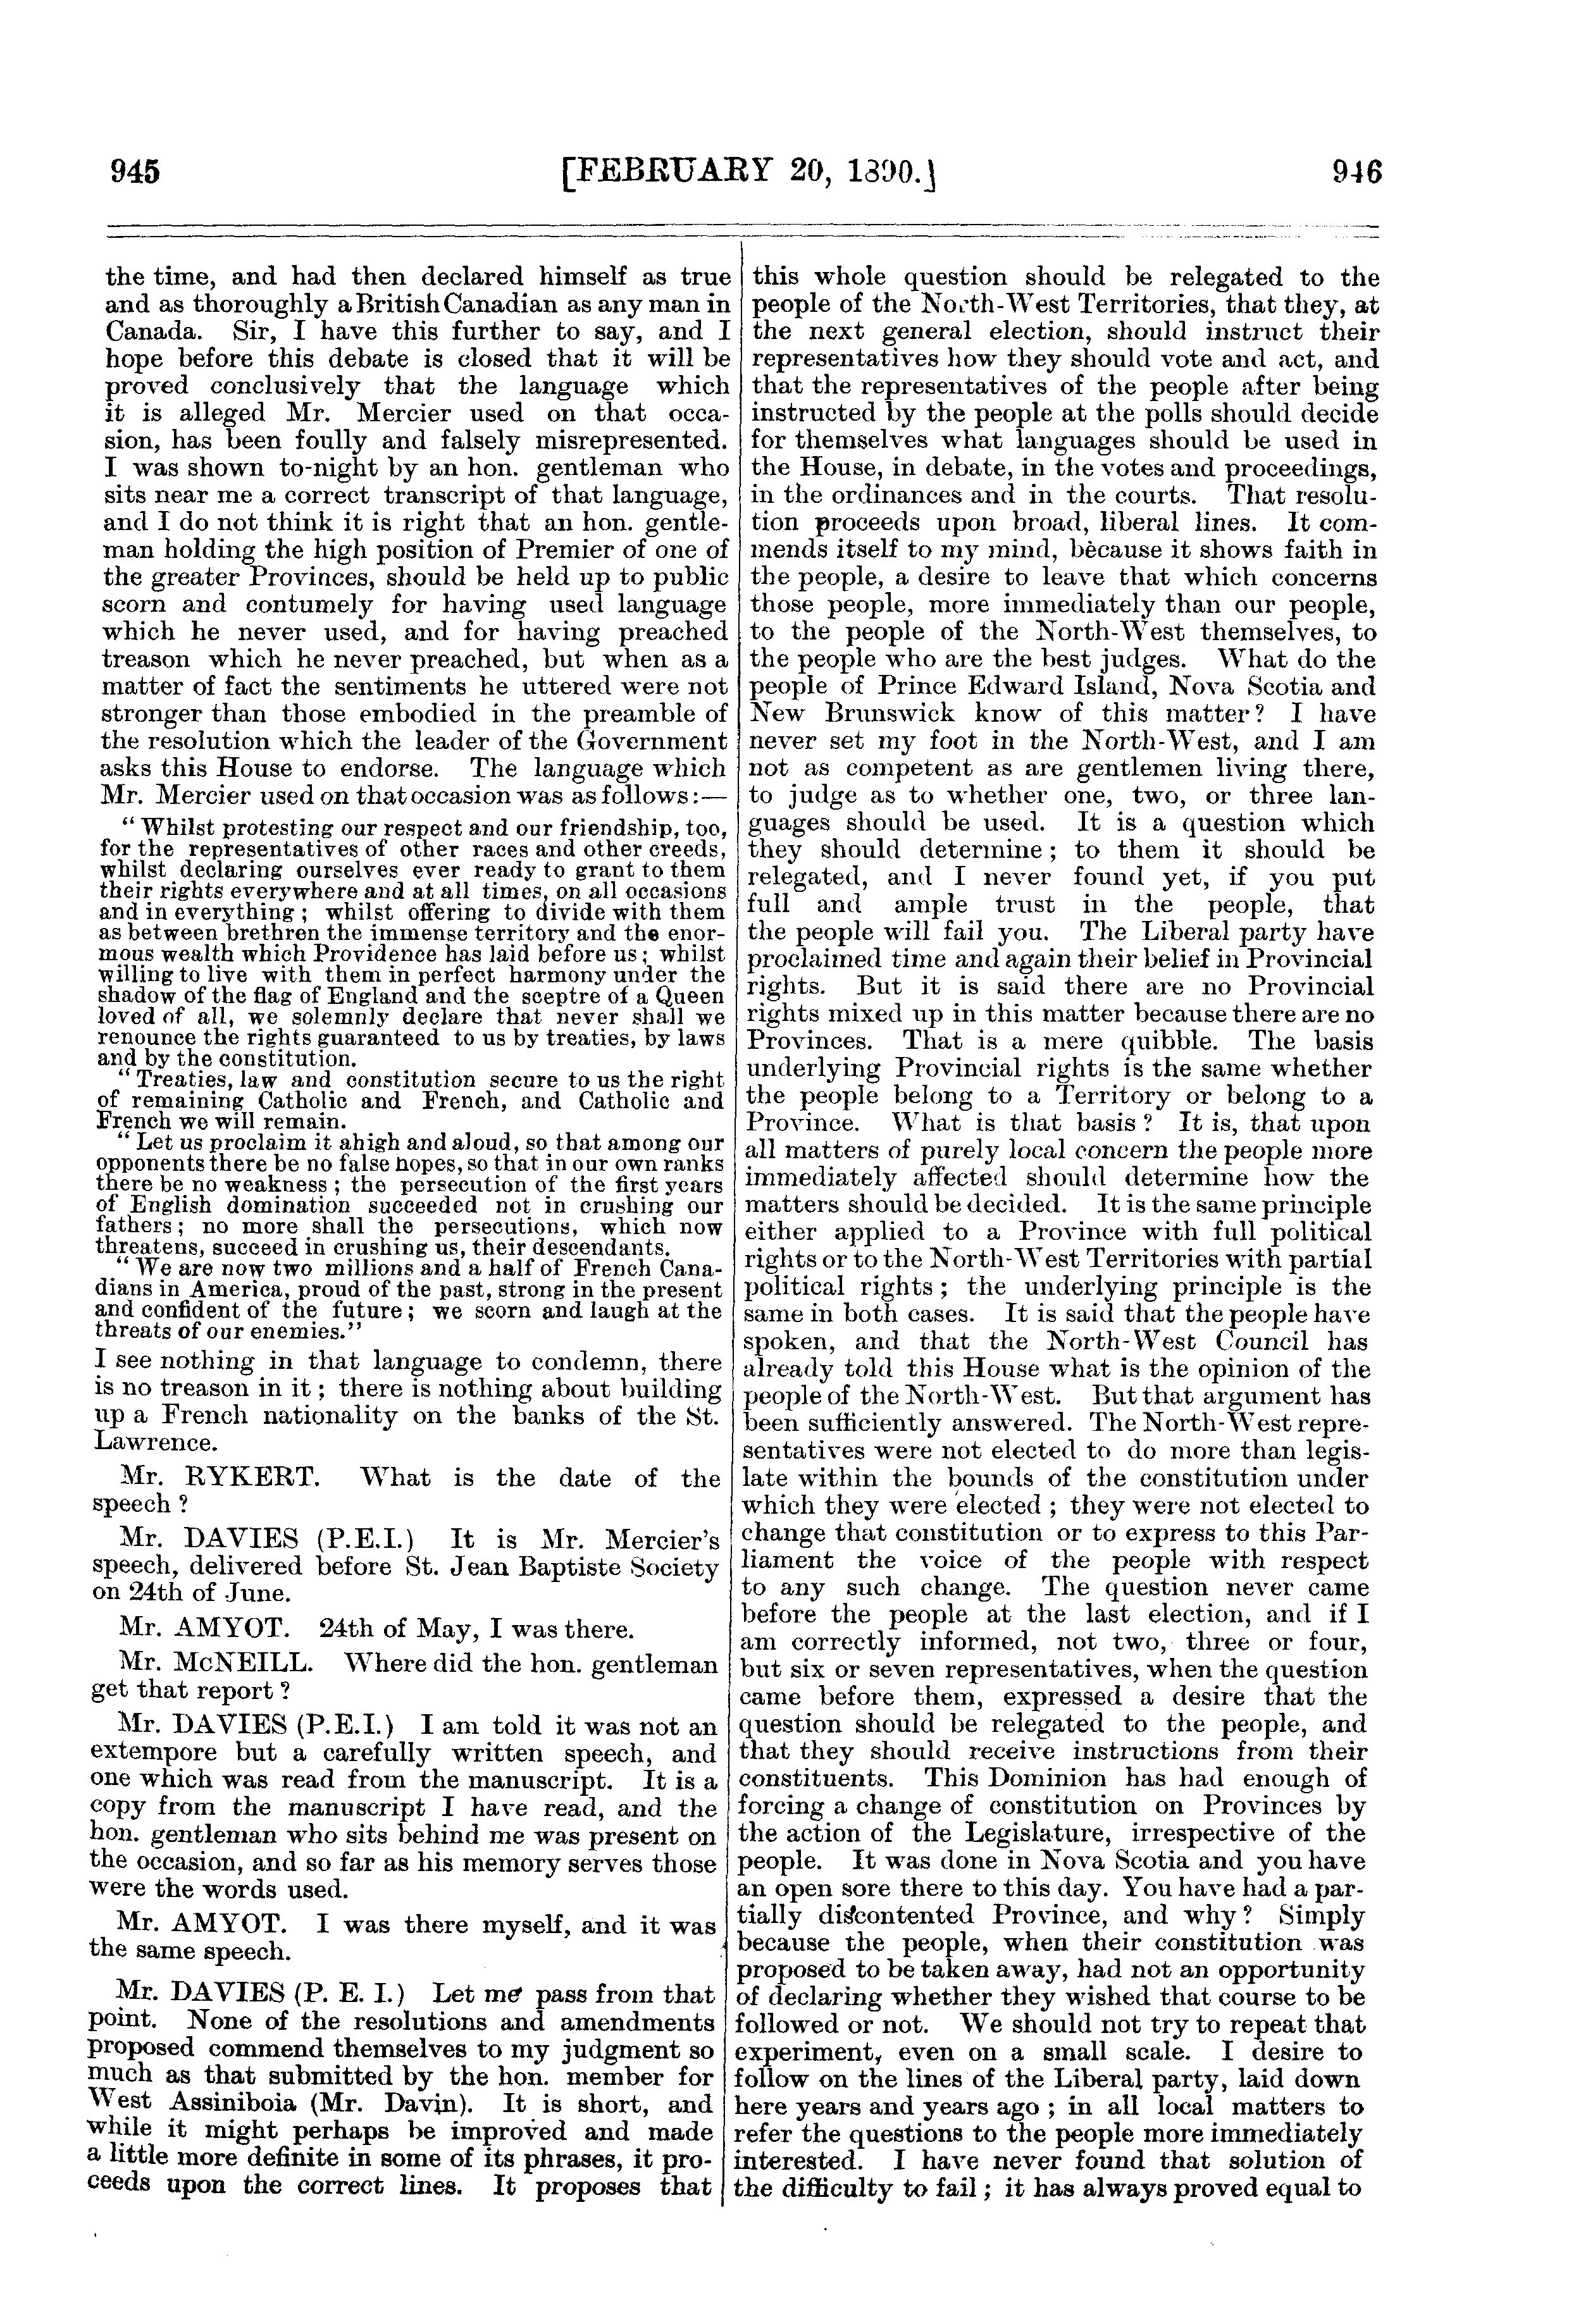 945
[FEBRUARY 20, 1890.]
946
the time, and had then declared himself as true
and as thoroughly a British Canadian as any man in
Canada. Sir, I have this further to say, and I
hope before this debate is closed that it will be
proved conclusively that the language which
it is alleged Mr. Mercier used on that occa-
sion, has been foully and falsely misrepresented.
I was shown to-night by an hon. gentleman who
sits near me a correct transcript of that language,
and I do not think it is right that an hon. gentle-
man holding the high position of Premier of one of
the greater Provinces, should be held up to public
scorn and contumely for having used language
which he never used, and for having preached
treason which he never preached, but when as a
matter of fact the sentiments he uttered were not
stronger than those embodied in the preamble of
the resolution which the leader of the Government
asks this House to endorse. The language which
Mr. Mercier used on that occasion was as follows:—
"Whilst protesting our respect and our friendship, too,
for the representatives of other races and other creeds,
whilst declaring ourselves ever ready to grant to them
their rights everywhere and at all times, on all occasions
and in everything; whilst offering to divide with them
as between brethren the immense territory and the enor-
mous wealth which Providence has laid before us; whilst
willing to live with them in perfect harmony under the
shadow of the flag of England and the sceptre of a Queen
loved of all, we solemnly declare that never shall we
renounce the rights guaranteed to us by treaties, by laws
and by the constitution.
"Treaties, law and constitution secure to us the right
of remaining Catholic and French, and Catholic and
French we will remain.
"Let us proclaim it ahigh and aloud, so that among our
opponents there be no false hopes, so that in our own ranks
there be no weakness; the persecution of the first years
of English domination succeeded not in crushing our
fathers; no more shall the persecutions, which now
threatens, succeed in crushing us, their descendants.
"We are now two millions and a half of French Cana-
dians in America, proud of the past, strong in the present
and confident of the future; we scorn and laugh at the
threats of our enemies."
I see nothing in that language to condemn, there
is no treason in it; there is nothing about building
up a French nationality on the banks of the St.
Lawrence.
Mr. RYKERT. What is the date of the
speech?
Mr. DAVIES (P.E.I.) It is Mr. Mercier's
speech, delivered before St. Jean Baptiste Society
on 24th of June.
Mr. AMYOT. 24th of May, I was there.
Mr. McNEILL. Where did the hon. gentleman
get that report?
Mr. DAVIES (P.E.I.) I am told it was not an
extempore but a carefully written speech, and
one which was read from the manuscript. It is a
copy from the manuscript I have read, and the
hon. gentleman who sits behind me was present on
the occasion, and so far as his memory serves those
were the words used.
Mr. AMYOT. I was there myself, and it was
the same speech.
Mr. DAVIES (P. E. I.) Let me pass from that
point. None of the resolutions and amendments
proposed commend themselves to my judgment so
much as that submitted by the hon. member for
West Assiniboia (Mr. Davin). It is short, and
while it might perhaps be improved and made
a little more definite in some of its phrases, it pro-
ceeds upon the correct lines. It proposes that
this whole question should be relegated to the
people of the North-West Territories, that they, at
the next general election, should instruct their
representatives how they should vote and act, and
that the representatives of the people after being
instructed by the people at the polls should decide
for themselves what languages should be used in
the House, in debate, in the votes and proceedings,
in the ordinances and in the courts. That resolu-
tion proceeds upon broad, liberal lines. It com-
mends itself to my mind, because it shows faith in
the people, a desire to leave that which concerns
those people, more immediately than our people,
to the people of the North-West themselves, to
the people who are the best judges. What do the
people of Prince Edward Island, Nova Scotia and
New Brunswick know of this matter? I have
never set my foot in the North-West, and I am
not as competent as are gentlemen living there,
to judge as to whether one, two, or three lan-
guages should be used. It is a question which
they should determine; to them it should be
relegated, and I never found yet, if you put
full and ample trust in the people, that
the people will fail you. The Liberal party have
proclaimed time and again their belief in Provincial
rights. But it is said there are no Provincial
rights mixed up in this matter because there are no
Provinces. That is a mere quibble. The basis
underlying Provincial rights is the same whether
the people belong to a Territory or belong to a
Province. What is that basis? It is, that upon
all matters of purely local concern the people more
immediately affected should determine how the
matters should be decided. It is the same principle
either applied to a Province with full political
rights or to the North-West Territories with partial
political rights; the underlying principle is the
same in both cases. It is said that the people have
spoken, and that the North-West Council has
already told this House what is the opinion of the
people of the North-West. But that argument has
been sufficiently answered. The North-West repre-
sentatives were not elected to do more than legis-
late within the bounds of the constitution under
which they were elected; they were not elected to
change that constitution or to express to this Par-
liament the voice of the people with respect
to any such change. The question never came
before the people at the last election, and if I
am correctly informed, not two, three or four,
but six or seven representatives, when the question
came before them, expressed a desire that the
question should be relegated to the people, and
that they should receive instructions from their
constituents. This Dominion has had enough of
forcing a change of constitution on Provinces by
the action of the Legislature, irrespective of the
people. It was done in Nova Scotia and you have
an open sore there to this day. You have had a par-
tially discontented Province, and why? Simply
because the people, when their constitution was
proposed to be taken away, had not an opportunity
of declaring whether they wished that course to be
followed or not. We should not try to repeat that
experiment, even on a small scale. I desire to
follow on the lines of the Liberal party, laid down
here years and years ago; in all local matters to
refer the questions to the people more immediately
interested. I have never found that solution of
the difficulty to fail; it has always proved equal to